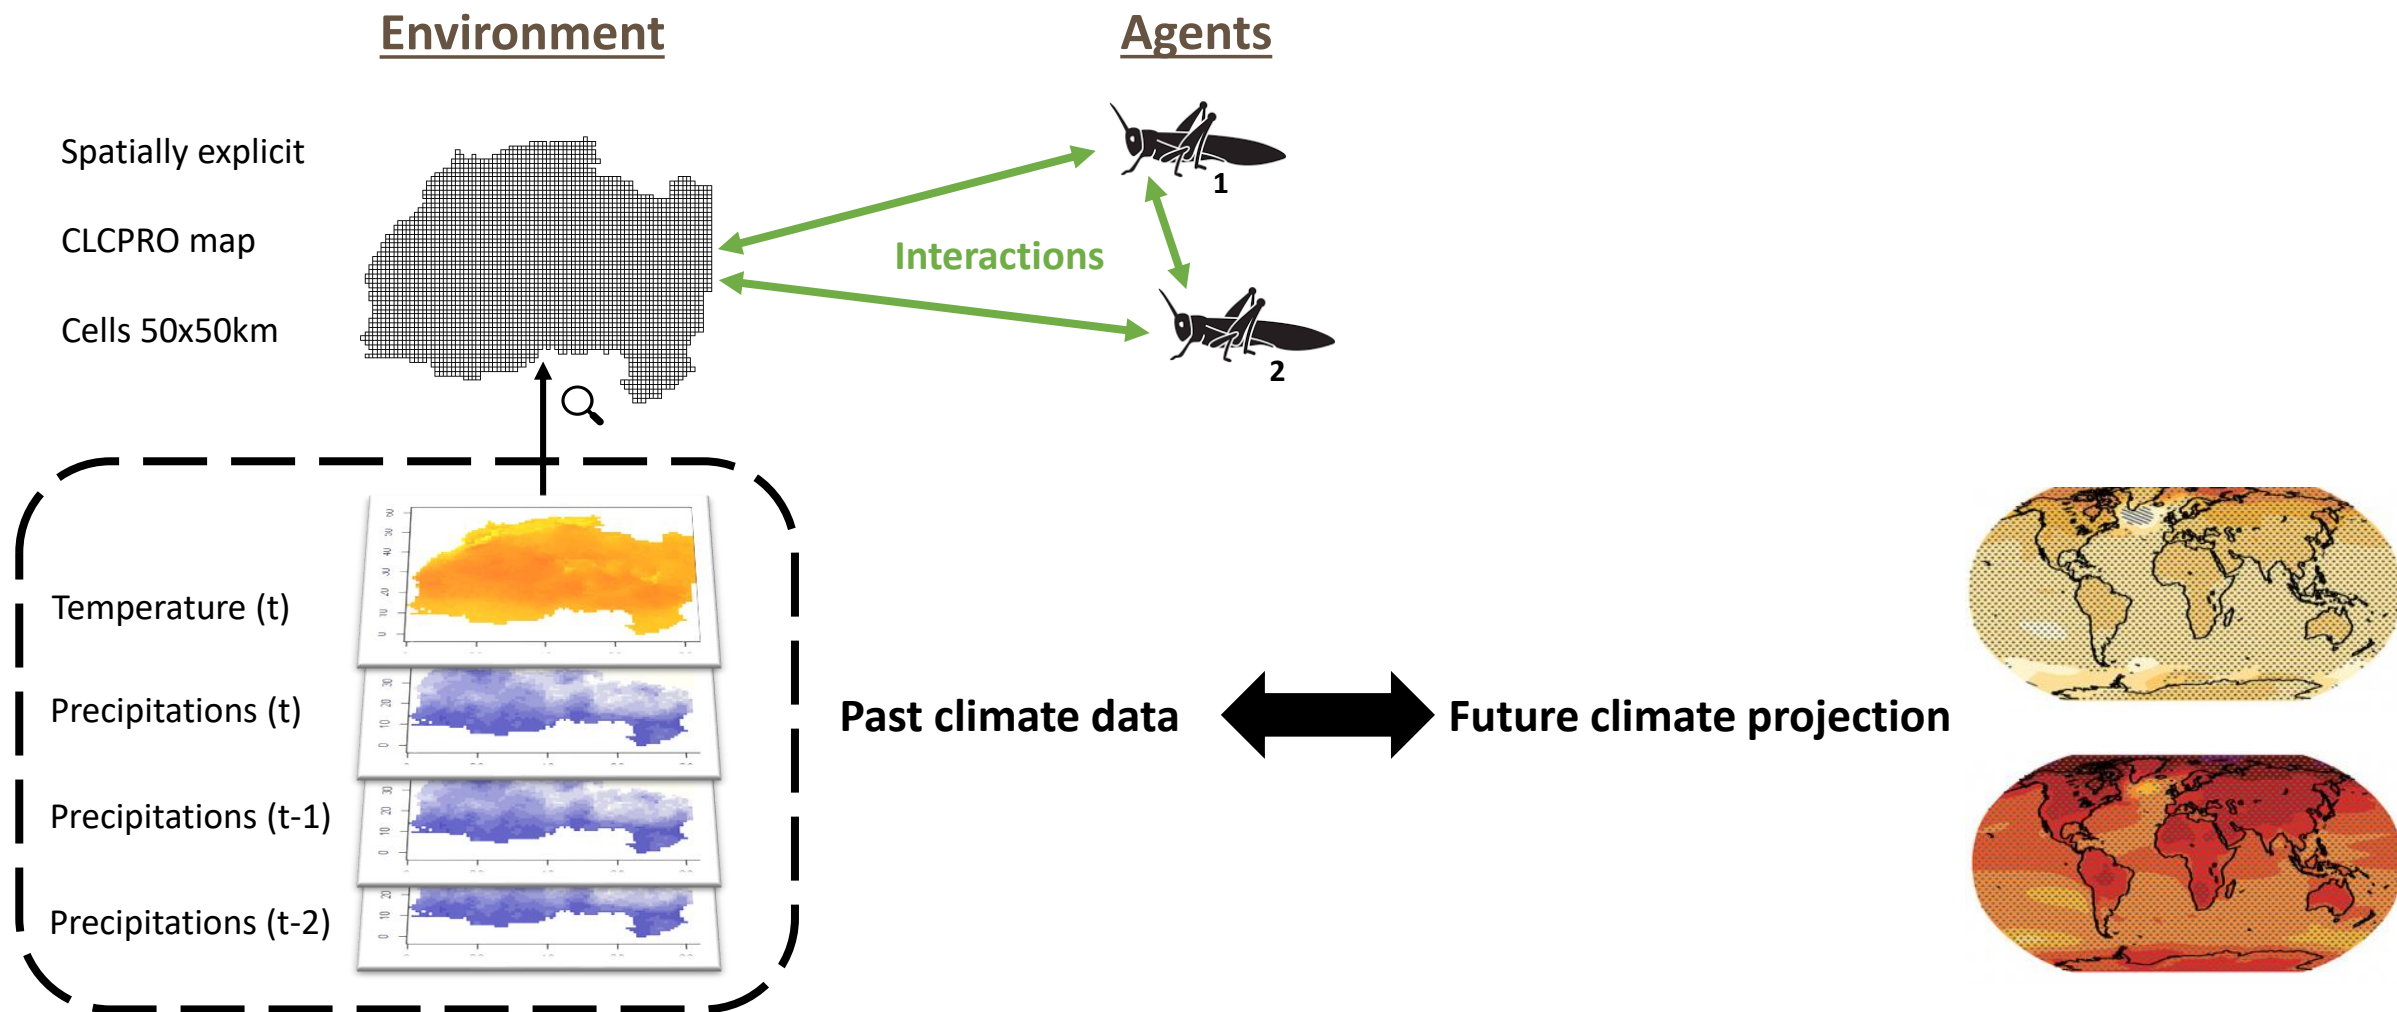 Environment
Agents
Spatially explicit
CLCPRO map
Cells 50x50km
1
Interactions
2
Temperature (t)
Precipitations (t)
Precipitations (t-1)
Precipitations (t-2)
Past climate data
Future climate projection